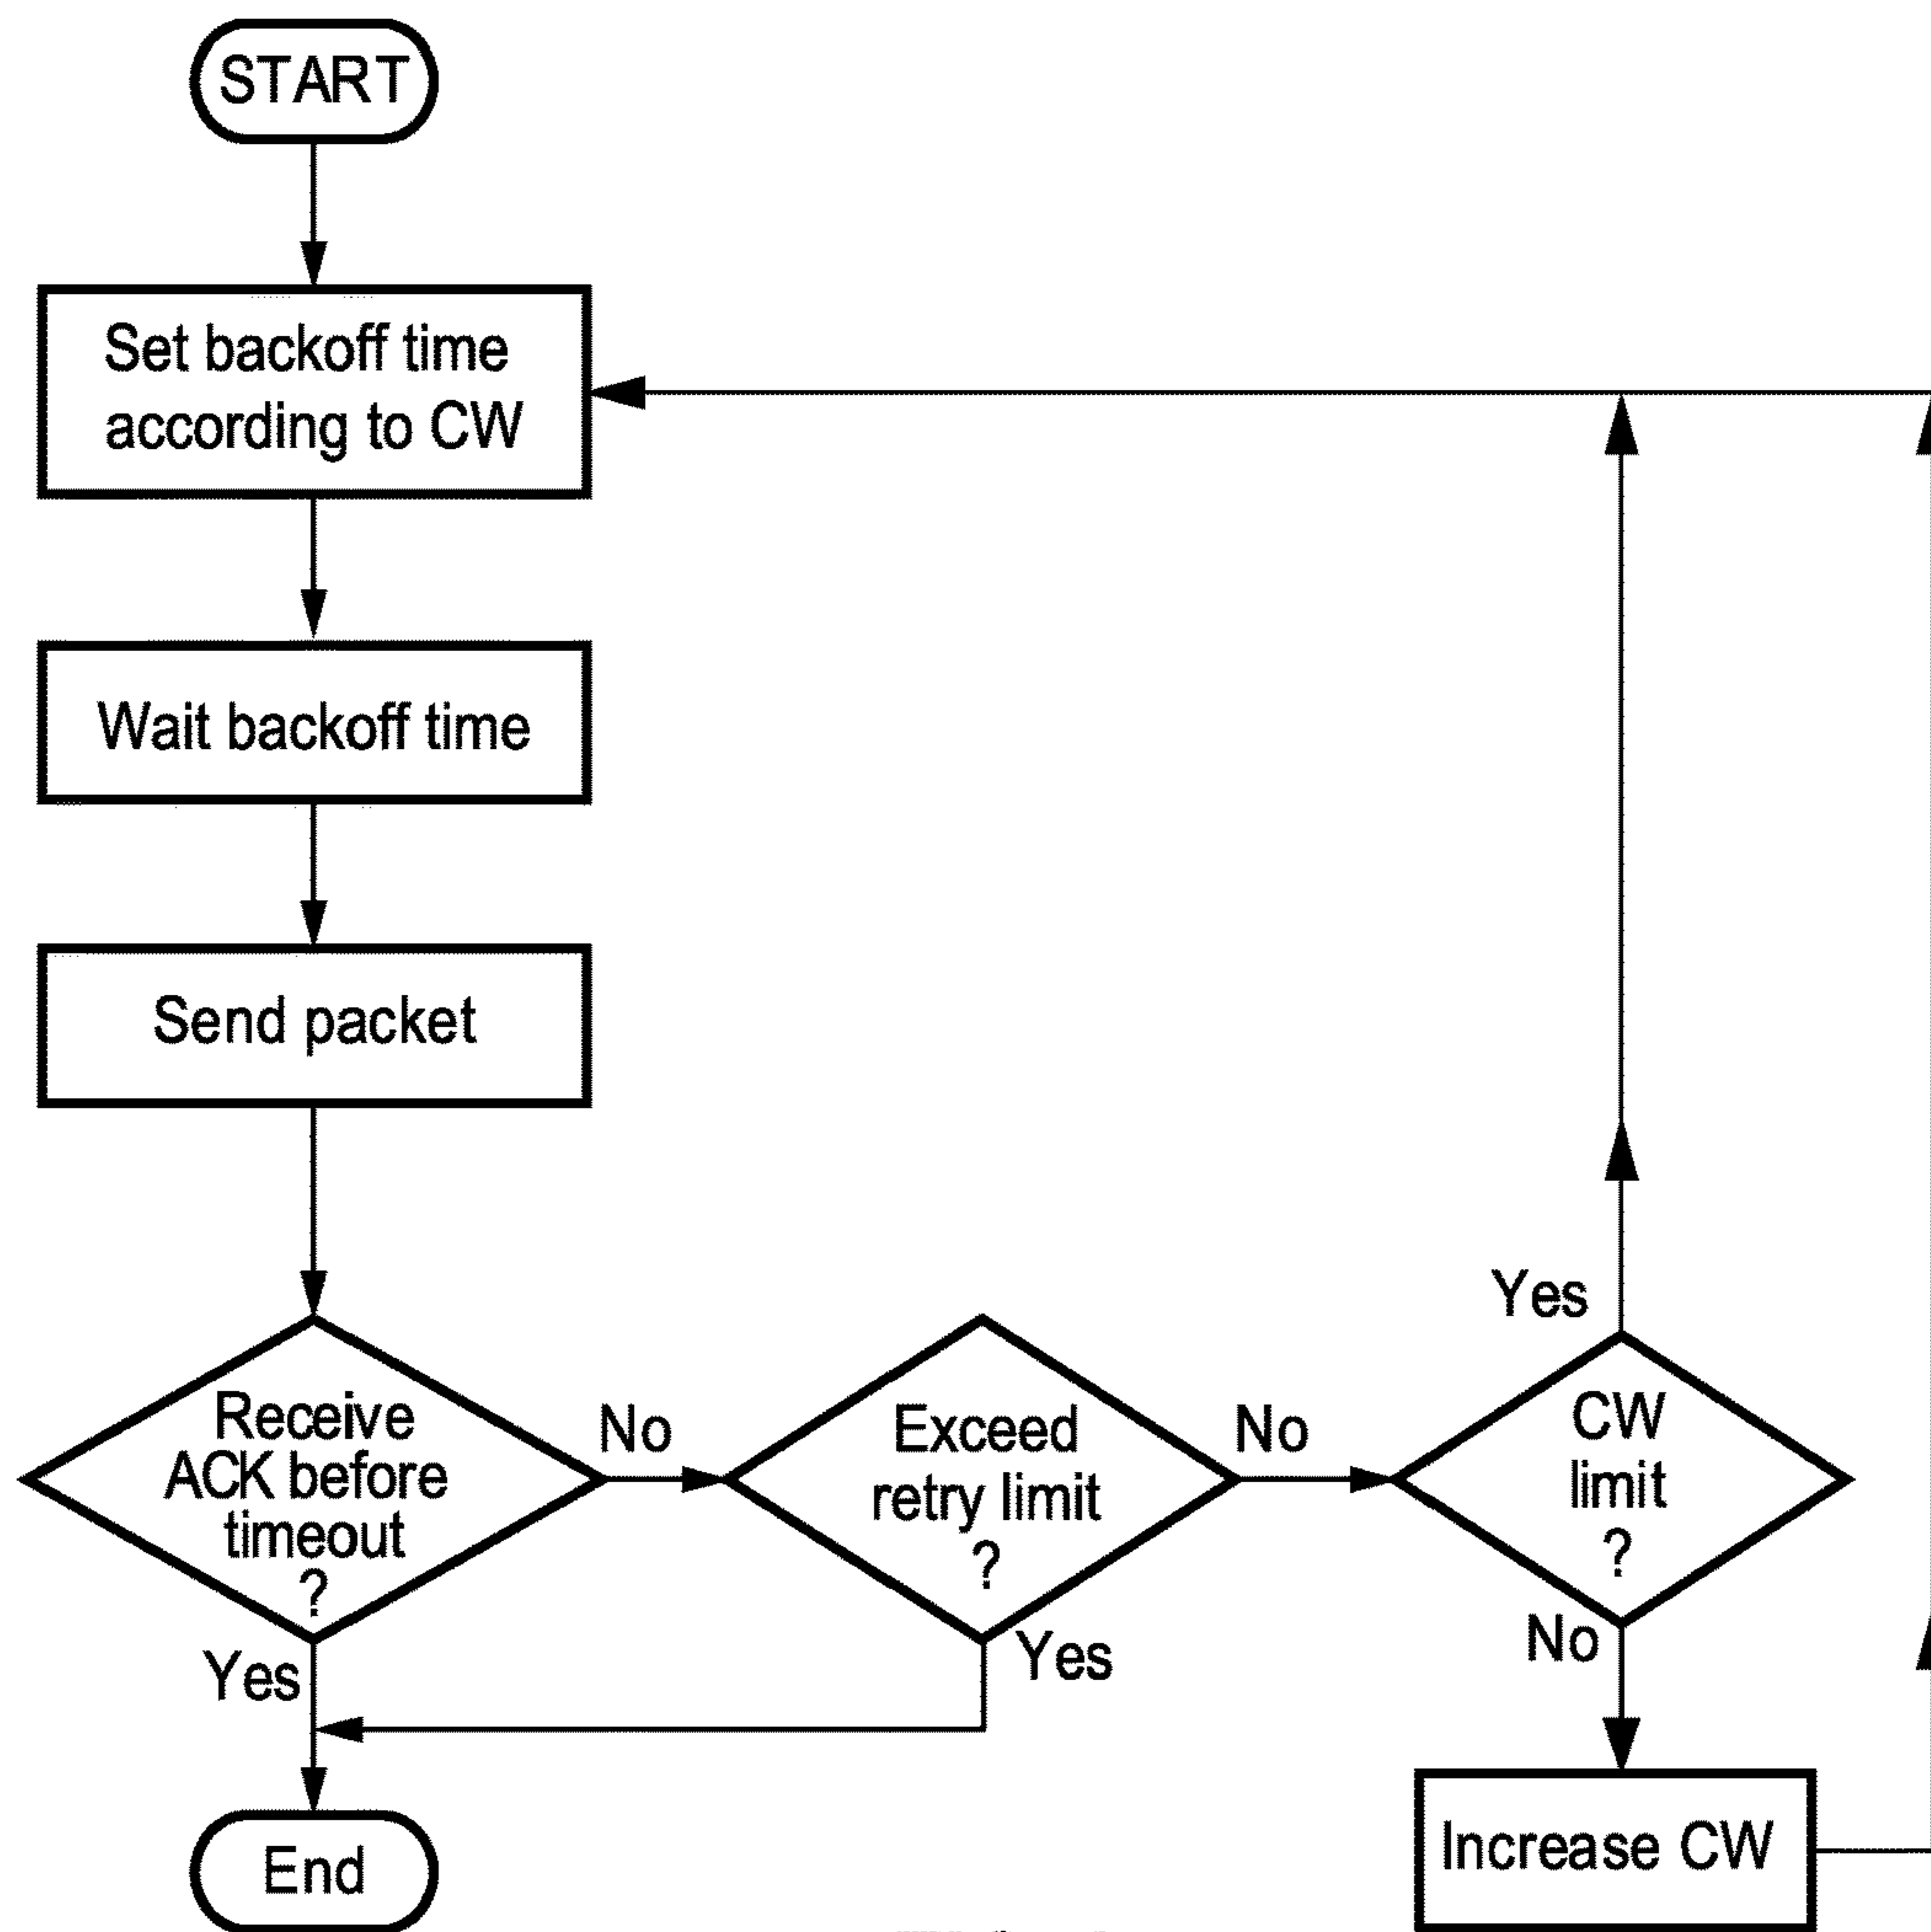 START
Set backoff time
according to CW
Wait backoff time
Send packet
Receive
ACK before
timeout
?
No
Yes
Exceed
retry limit
?
No
Yes
CW
limit
?
Yes
No
Increase CW
End